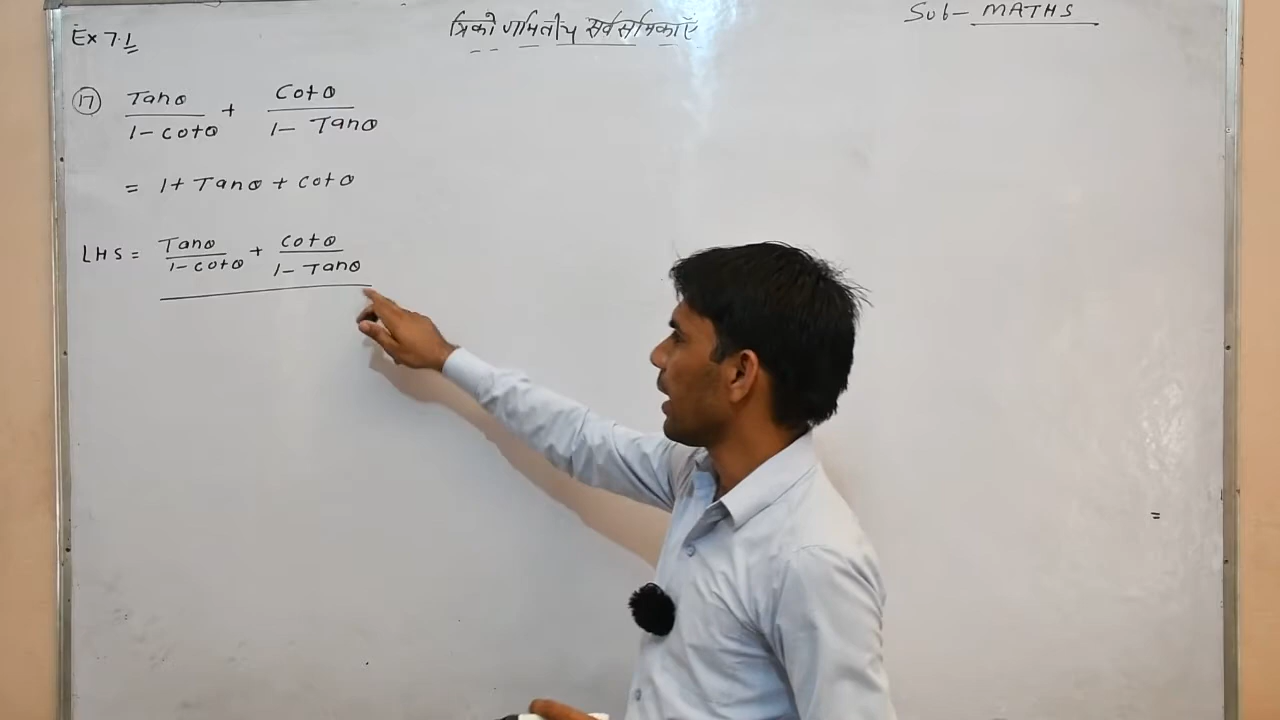 Ex 7.1
त्रिकोणमितीय सर्वसमिकाएँ
Sub- MATHS
(17) Tanθ/1-cotθ + Cotθ/1- Tanθ
= 1+ Tanθ + cotθ
LHS = Tanθ/1-cotθ + Cotθ/1- Tanθ
=